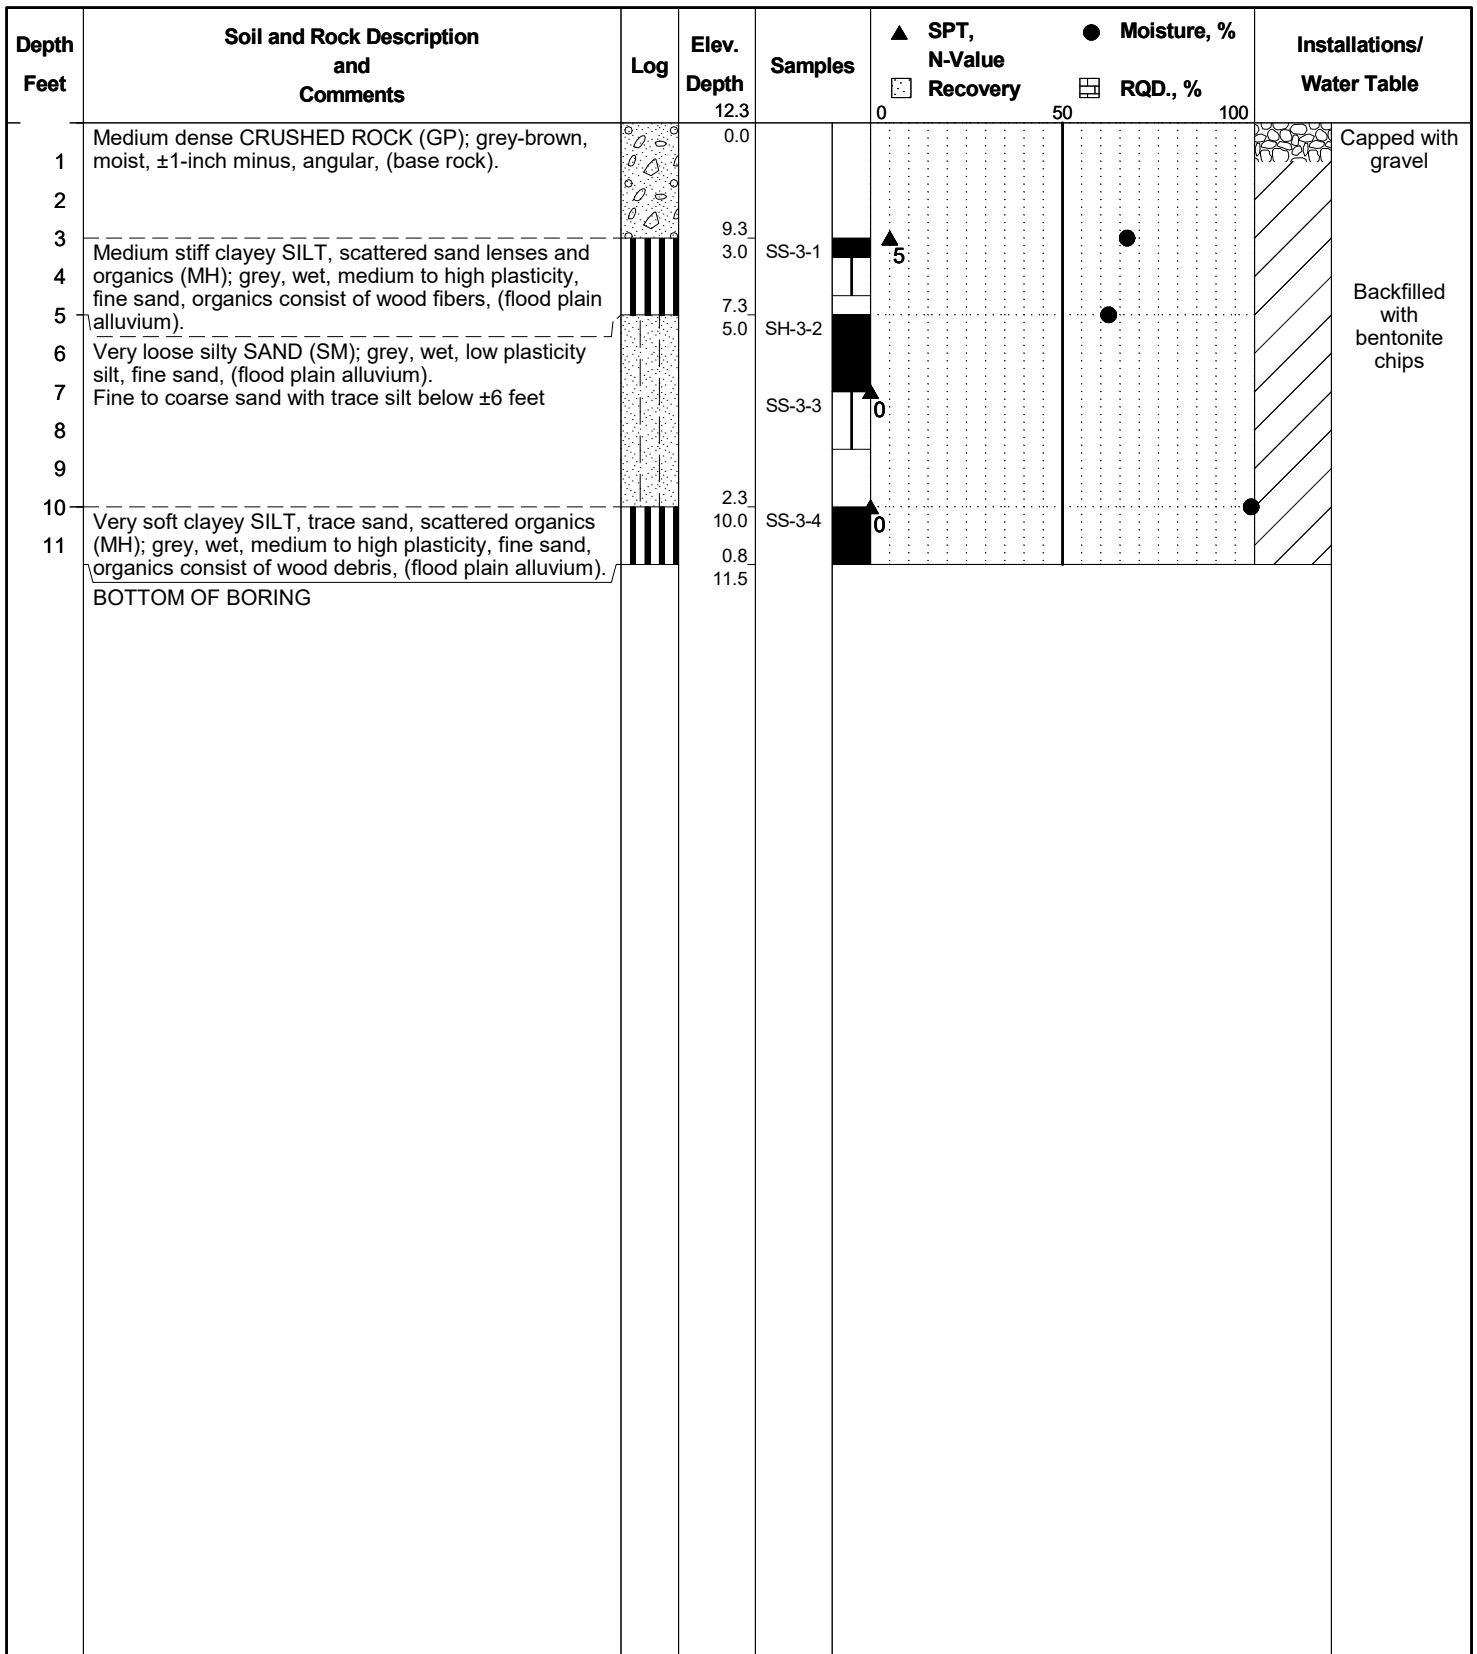 Depth
Feet
Soil and Rock Description
and
Comments
Log
Elev.
Depth
12.3
Samples
SPT,
N-Value
Moisture, %
Recovery
RQD., %
0
50
100
Installations/
Water Table
0.0
Medium dense CRUSHED ROCK (GP); grey-brown,
moist, ±1-inch minus, angular, (base rock).
Capped with
gravel
1
2
3
9.3
3.0
SS-3-1
5
Medium stiff clayey SILT, scattered sand lenses and
organics (MH); grey, wet, medium to high plasticity,
fine sand, organics consist of wood fibers, (flood plain
alluvium).
4
5
7.3
5.0
SH-3-2
Backfilled
with
bentonite
chips
Very loose silty SAND (SM); grey, wet, low plasticity
silt, fine sand, (flood plain alluvium).
Fine to coarse sand with trace silt below ±6 feet
6
7
SS-3-3
0
8
9
10
2.3
10.0
SS-3-4
0
Very soft clayey SILT, trace sand, scattered organics
(MH); grey, wet, medium to high plasticity, fine sand,
organics consist of wood debris, (flood plain alluvium).
11
0.8
11.5
BOTTOM OF BORING